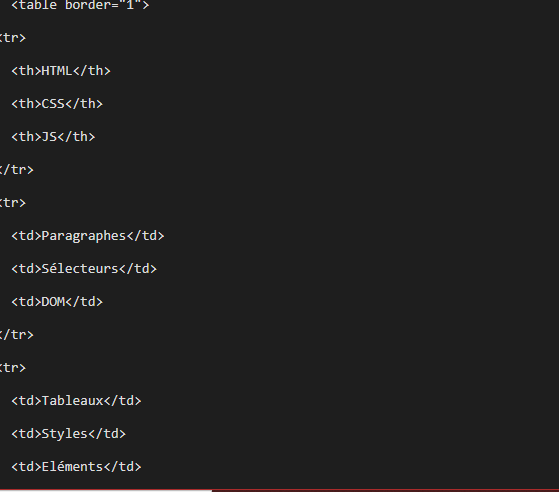 <table border="1">
<tr>
<th>HTML</th>
<th>CSS</th>
<th>JS</th>
</tr>
<tr>
<td>Paragraphes</td>
<td>Sélecteurs</td>
<td>DOM</td>
</tr>
<tr>
<td>Tableaux</td>
<td>Styles</td>
<td>Eléments</td>